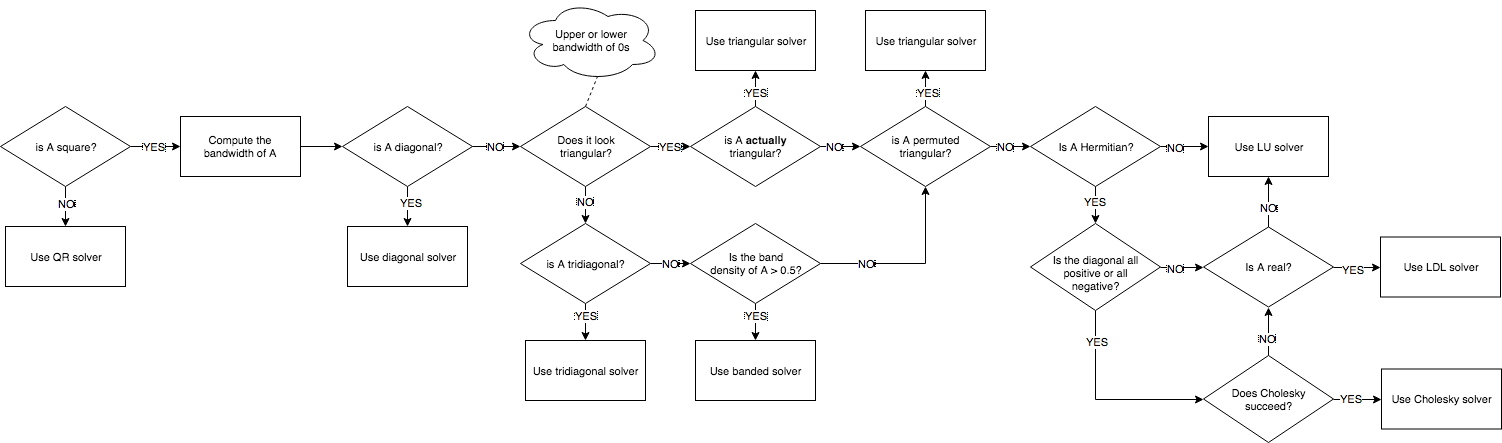 Upper or lower
bandwidth of 0s
Use triangular solver
Use triangular solver
YES
YES
is A square?
YES
Compute the
bandwidth of A
is A diagonal?
NO
Does it look
triangular?
YES
is A actually
triangular?
NO
is A permuted
triangular?
NO
Is A Hermitian?
NO
Use LU solver
NO
YES
NO
YES
NO
Use QR solver
Use diagonal solver
is A tridiagonal?
NO
Is the band
density of A > 0.5?
NO
Is the diagonal all
positive or all
negative?
NO
Is A real?
YES
Use LDL solver
YES
YES
YES
NO
Use tridiagonal solver
Use banded solver
Does Cholesky
succeed?
YES
Use Cholesky solver